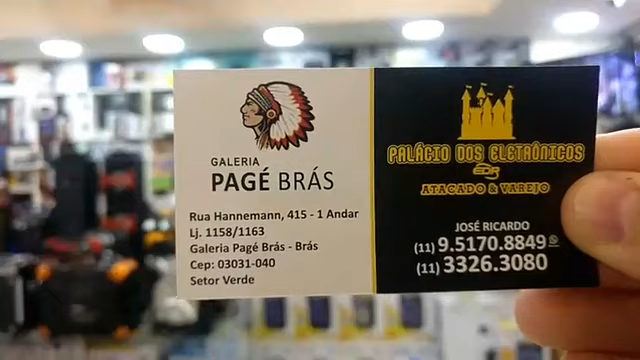 GALERIA
PAGÉ BRÁS
Rua Hannemann, 415 - 1 Andar
Lj. 1158/1163
Galeria Pagé Brás - Brás
Cep: 03031-040
Setor Verde
PALÁCIO DOS ELETRÔNICOS
ATACADO & VAREJO
JOSÉ RICARDO
(11) 9.5170.8849
(11) 3326.3080